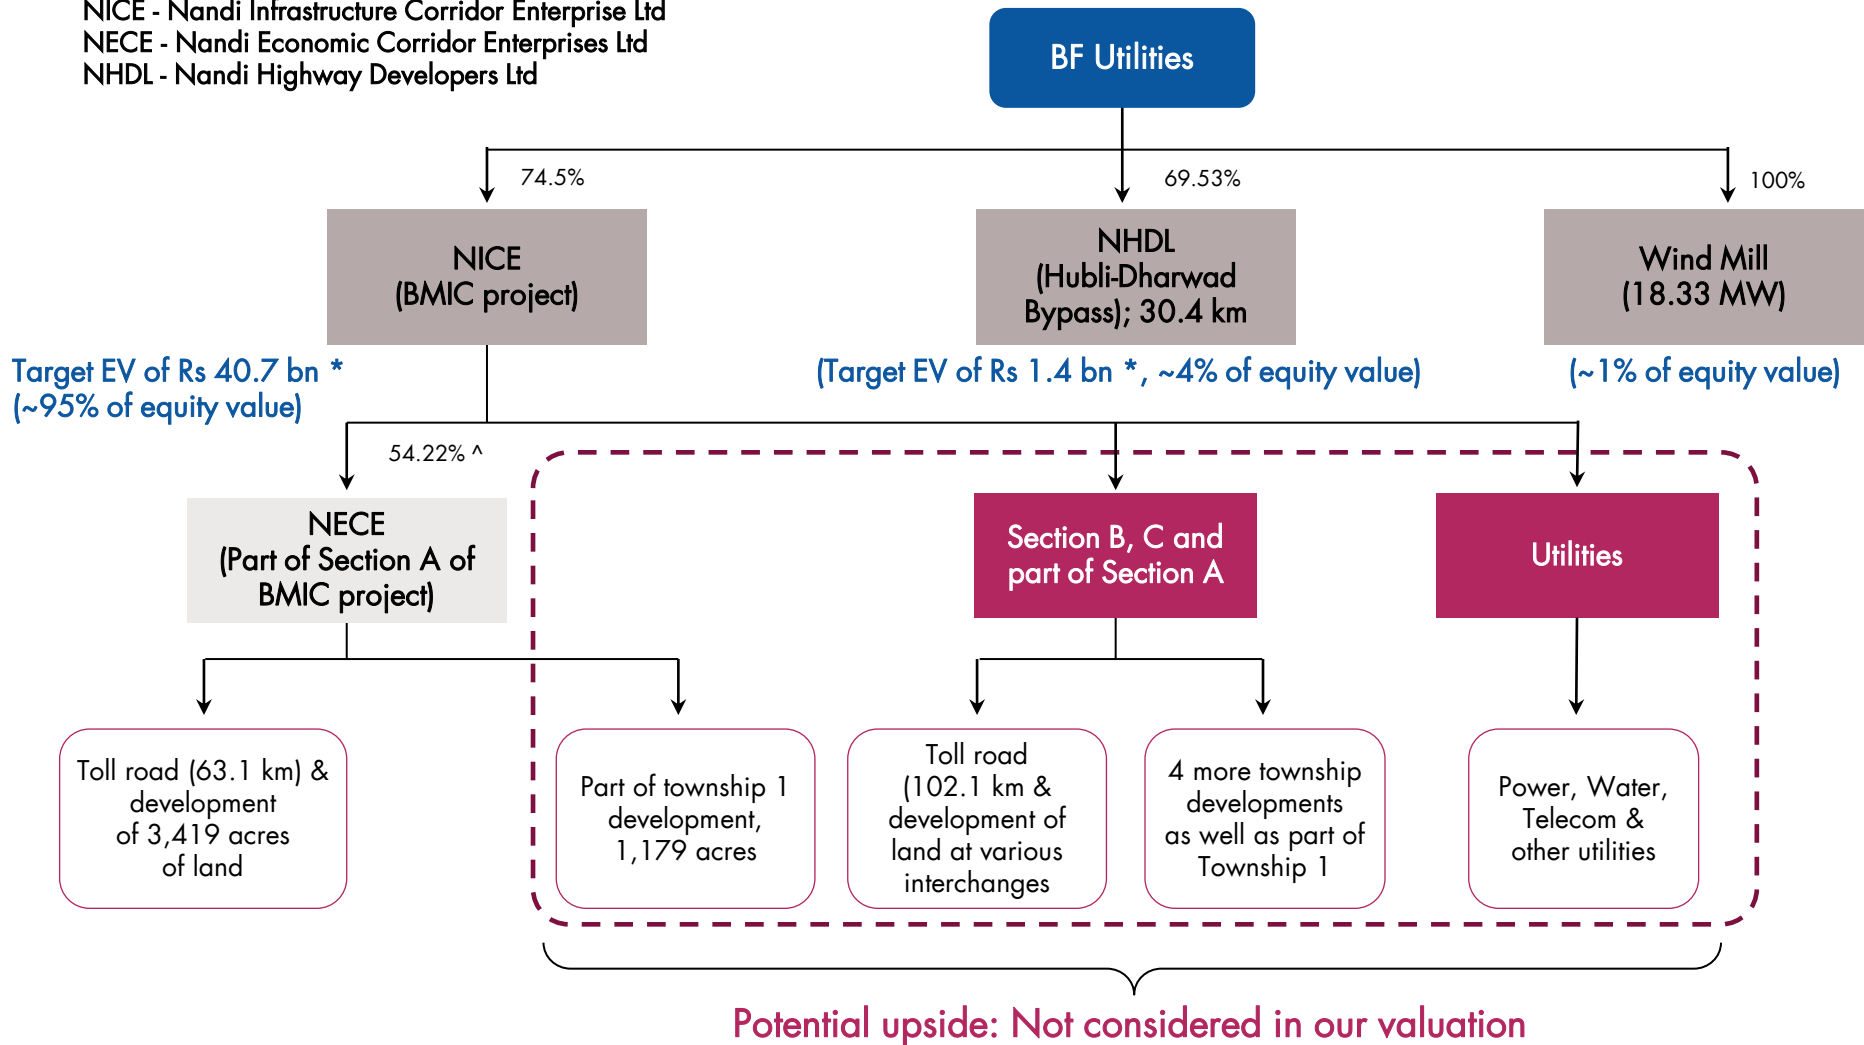 NICE - Nandi Infrastructure Corridor Enterprise Ltd
NECE - Nandi Economic Corridor Enterprises Ltd
NHDL - Nandi Highway Developers Ltd
BF Utilities
74.5%
69.53%
100%
NICE
(BMIC project)
NHDL
(Hubli-Dharwad
Bypass); 30.4 km
Wind Mill
(18.33 MW)
Target EV of Rs 40.7 bn *
(~95% of equity value)
(Target EV of Rs 1.4 bn *, ~4% of equity value)
(~1% of equity value)
54.22% ^
NECE
(Part of Section A of
BMIC project)
Section B, C and
part of Section A
Utilities
Toll road (63.1 km) &
development
of 3,419 acres
of land
Part of township 1
development,
1,179 acres
Toll road
(102.1 km &
development of
land at various
interchanges
4 more township
developments
as well as part of
Township 1
Power, Water,
Telecom &
other utilities
Potential upside: Not considered in our valuation